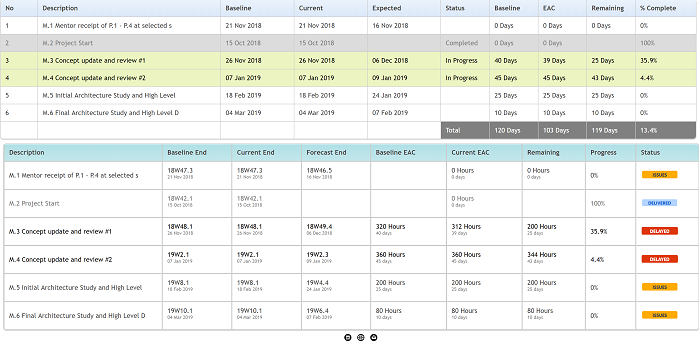 No Description Baseline Current Expected Status Baseline EAC Remaining % Complete
1 M.1 Mentor receipt of P.1 - P.4 at selected s 21 Nov 2018 21 Nov 2018 16 Nov 2018 0 Days 0 Days 0 Days 0%
2 M.2 Project Start 15 Oct 2018 15 Oct 2018 Completed 0 Days 0 Days 100%
3 M.3 Concept update and review #1 26 Nov 2018 26 Nov 2018 06 Dec 2018 In Progress 40 Days 39 Days 25 Days 35.9%
4 M.4 Concept update and review #2 07 Jan 2019 07 Jan 2019 09 Jan 2019 In Progress 45 Days 45 Days 43 Days 4.4%
5 M.5 Initial Architecture Study and High Level 18 Feb 2019 18 Feb 2019 24 Jan 2019 25 Days 25 Days 25 Days 0%
6 M.6 Final Architecture Study and High Level D 04 Mar 2019 04 Mar 2019 07 Feb 2019 10 Days 10 Days 10 Days 0%
Total 120 Days 103 Days 119 Days 13.4%
Description Baseline End Current End Forecast End Baseline EAC Current EAC Remaining Progress Status
M.1 Mentor receipt of P.1 - P.4 at selected s 18W47.3 18W47.3 18W46.5 0 Hours 0 Hours 0% ISSUES
21 Nov 2018 21 Nov 2018 16 Nov 2018 0 days 0 days
M.2 Project Start 18W42.1 18W42.1 0 Hours 100% DELIVERED
15 Oct 2018 15 Oct 2018 0 days
M.3 Concept update and review #1 18W48.1 18W48.1 18W49.4 320 Hours 312 Hours 200 Hours 35.9% DELAYED
26 Nov 2018 26 Nov 2018 06 Dec 2018 40 days 39 days 25 days
M.4 Concept update and review #2 19W2.1 19W2.1 19W2.3 360 Hours 360 Hours 344 Hours 4.4% DELAYED
07 Jan 2019 07 Jan 2019 09 Jan 2019 45 days 45 days 43 days
M.5 Initial Architecture Study and High Level 19W8.1 19W8.1 19W4.4 200 Hours 200 Hours 200 Hours 0% ISSUES
18 Feb 2019 18 Feb 2019 24 Jan 2019 25 days 25 days 25 days
M.6 Final Architecture Study and High Level D 19W10.1 19W10.1 19W6.4 80 Hours 80 Hours 80 Hours 0% ISSUES
04 Mar 2019 04 Mar 2019 07 Feb 2019 10 days 10 days 10 days